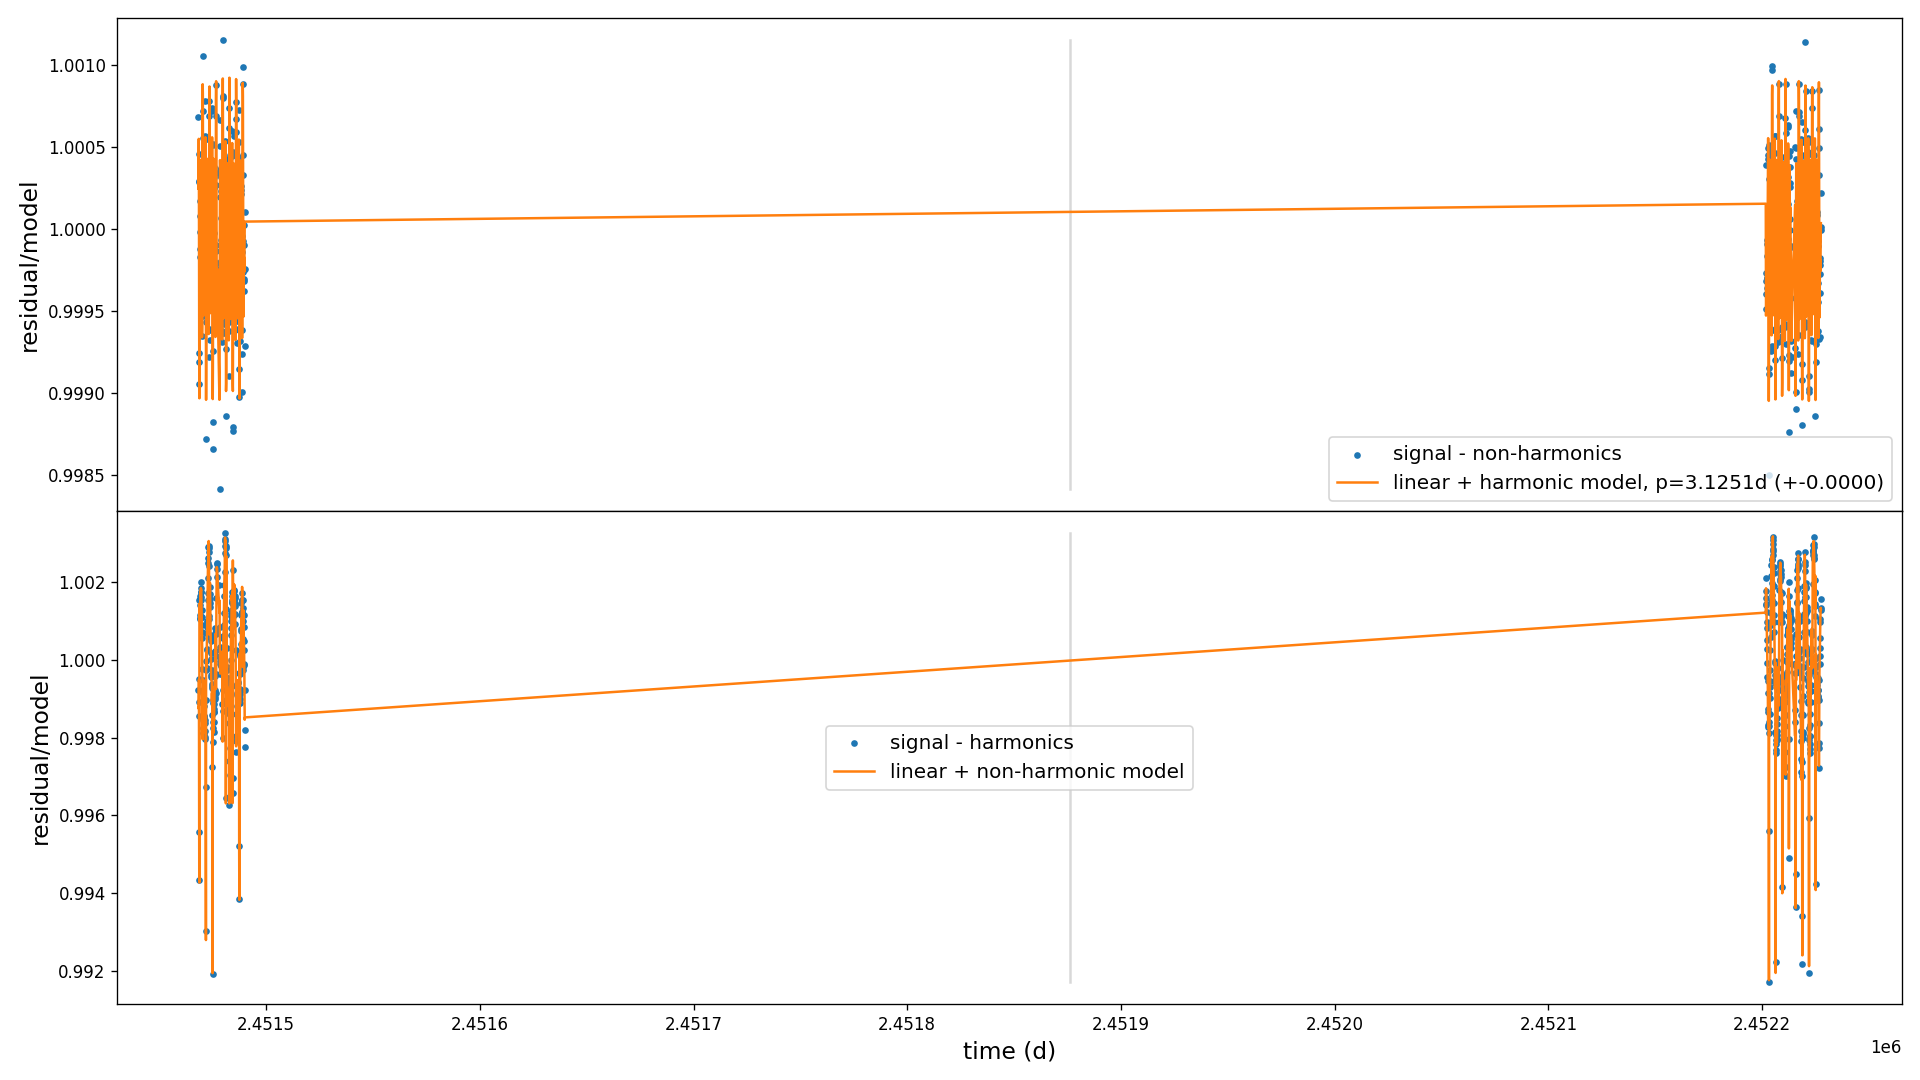 1.0010
1.0005
1.0000
0.9995
0.9990
0.9985
residual/model
signal - non-harmonics
linear + harmonic model, p=3.1251d (+-0.0000)
1.002
1.000
0.998
0.996
0.994
0.992
residual/model
signal - harmonics
linear + non-harmonic model
2.4515 2.4516 2.4517 2.4518 2.4519 2.4520 2.4521 2.4522
1e6
time (d)